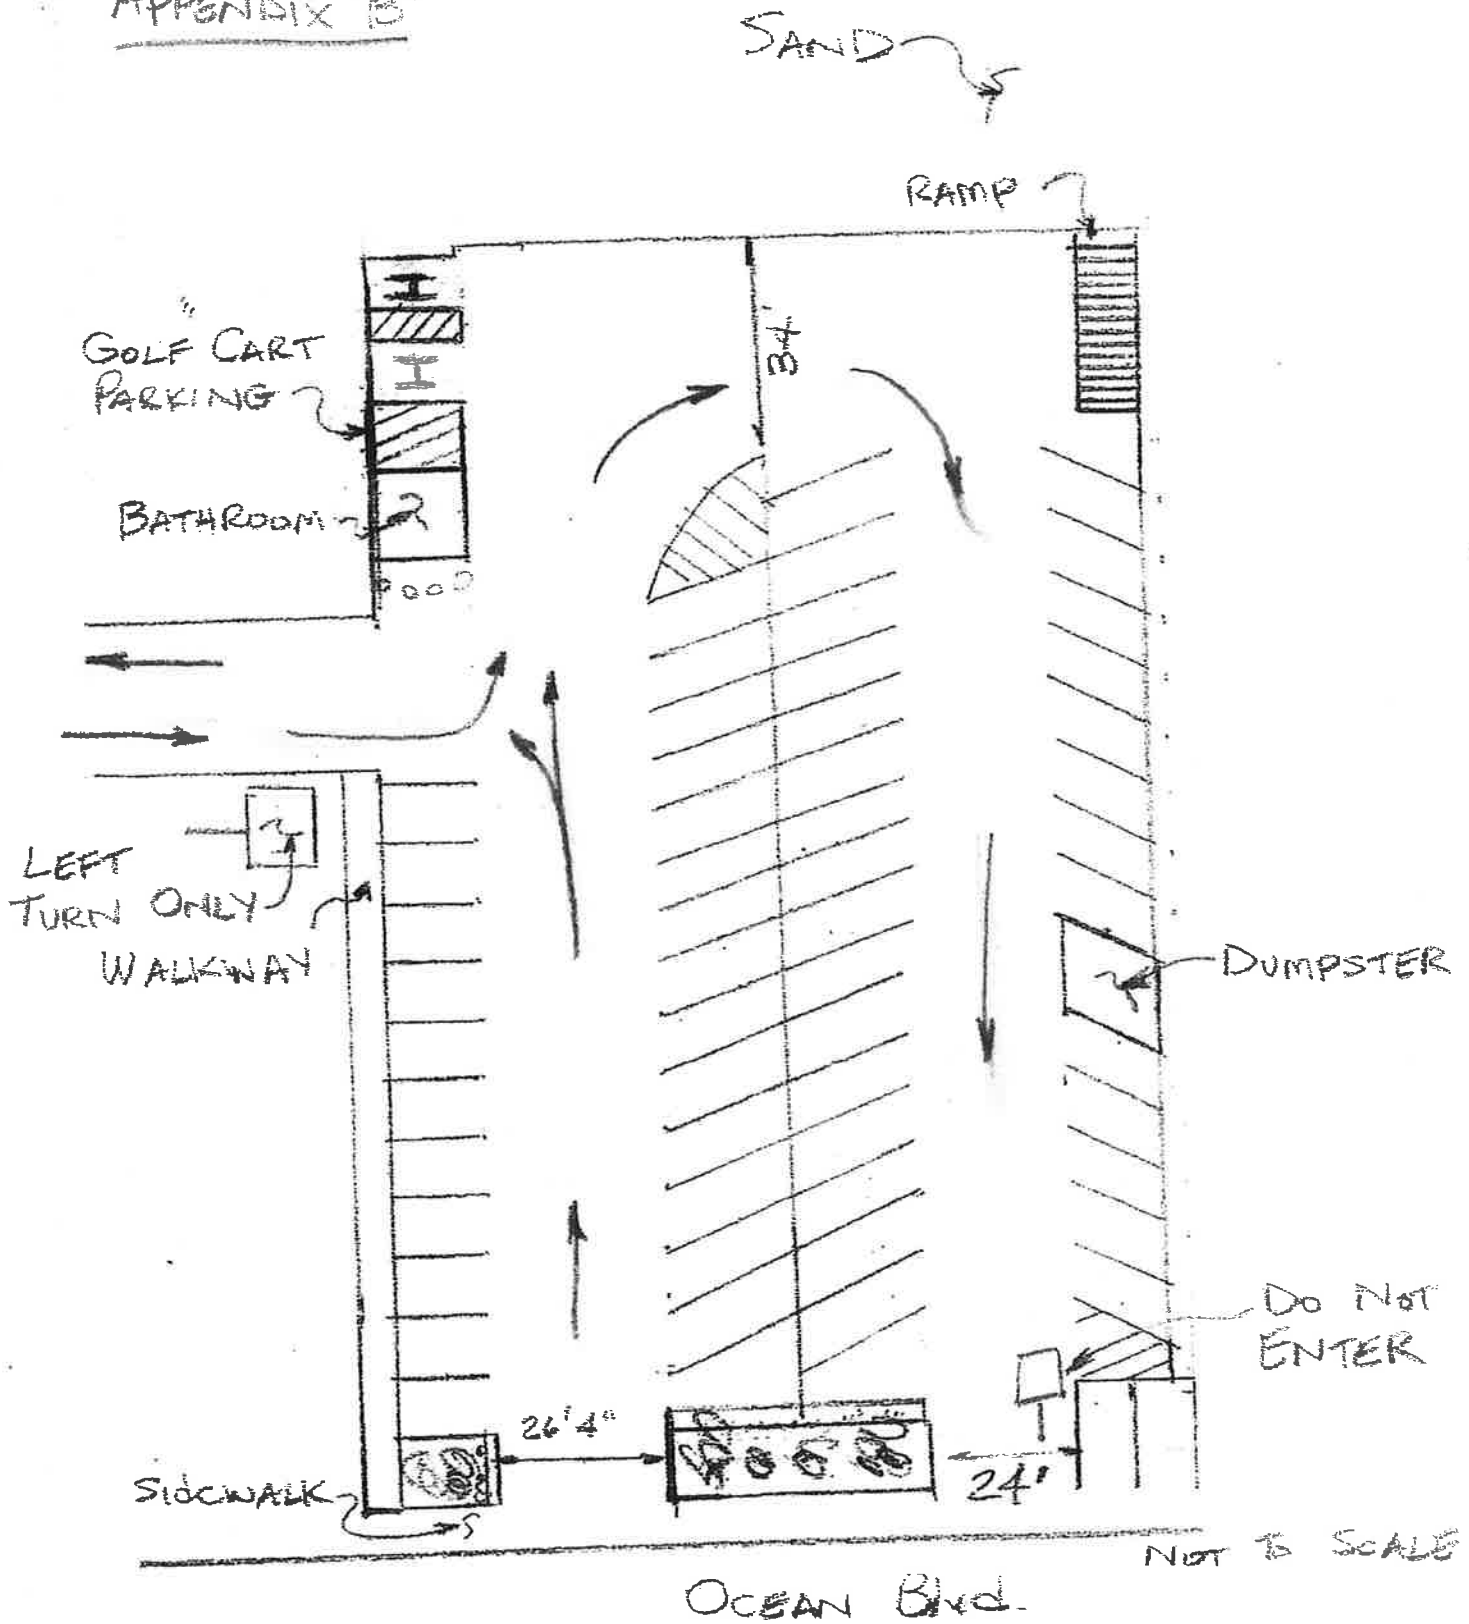 APPENDIX B
SAND
RAMP
34'
GOLF CART
PARKING
BATHROOM
LEFT
TURN ONLY
WALKWAY
DUMPSTER
DO NOT
ENTER
26'4"
24'
SIDEWALK
NOT TO SCALE
OCEAN Blvd.